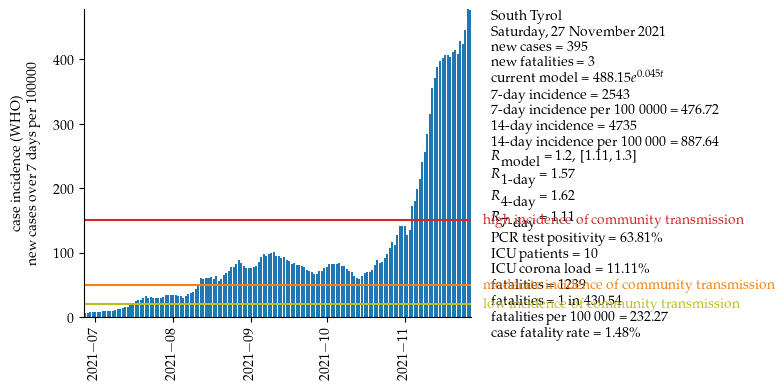 case incidence (WHO)
new cases over 7 days per 100000
400
300
200
100
0
2021−07
2021−08
2021−09
2021−10
2021−11
South Tyrol
Saturday, 27 November 2021
new cases = 395
new fatalities = 3
current model = 488.15e^0.045t
7-day incidence = 2543
7-day incidence per 100 0000 = 476.72
14-day incidence = 4735
14-day incidence per 100 000 = 887.64
R model = 1.2, [1.11, 1.3]
R 1-day = 1.57
R 4-day = 1.62
R 7-day = 1.11
high incidence of community transmission
PCR test positivity = 63.81%
ICU patients = 10
ICU corona load = 11.11%
fatalities = 1239
incidence of community transmission
fatalities = 1 in 430.54
low incidence of community transmission
fatalities per 100 000 = 232.27
case fatality rate = 1.48%